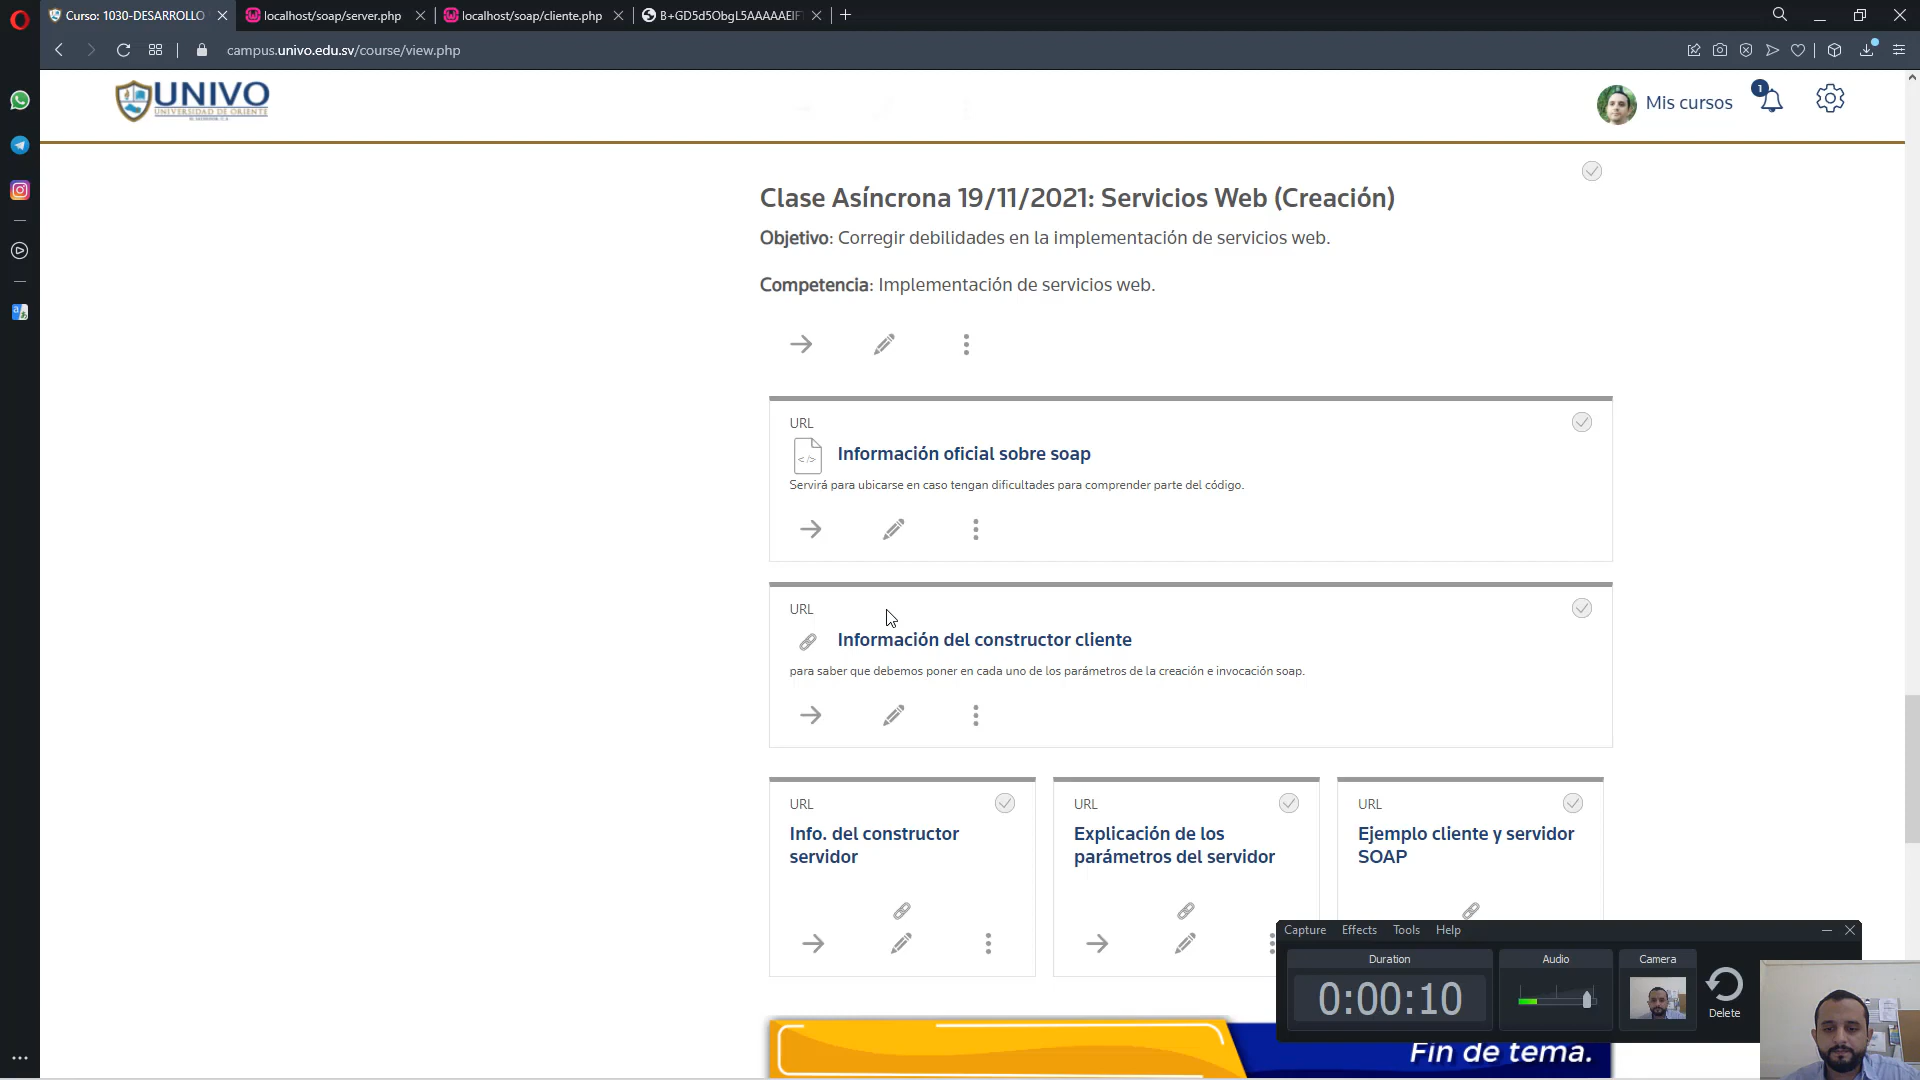 Curso: 1030-DESARROLLO
localhost/soap/server.php
localhost/soap/cliente.php
B+GD5d5ObgL5AAAAAElF
campus.univo.edu.sv/course/view.php
UNIVO
UNIVERSIDAD DE ORIENTE
Mis cursos
1
Clase Asíncrona 19/11/2021: Servicios Web (Creación)
Objetivo: Corregir debilidades en la implementación de servicios web.
Competencia: Implementación de servicios web.
URL
</>
Información oficial sobre soap
Servirá para ubicarse en caso tengan dificultades para comprender parte del código.
URL
Información del constructor cliente
para saber que debemos poner en cada uno de los parámetros de la creación e invocación soap.
URL
Info. del constructor
servidor
URL
Explicación de los
parámetros del servidor
URL
Ejemplo cliente y servidor
SOAP
Capture Effects Tools Help
Duration
0:00:10
Audio
Camera
Delete
Fin de tema.